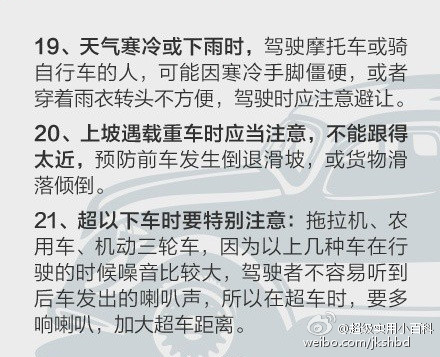 19、天气寒冷或下雨时，驾驶摩托车或骑
自行车的人，可能因寒冷手脚僵硬，或者
穿着雨衣转头不方便，驾驶时应注意避让。
20、上坡遇载重车时应当注意，不能跟得
太近，预防前车发生倒退滑坡，或货物滑
落倾倒。
21、超以下车时要特别注意：拖拉机、农
用车、机动三轮车，因为以上几种车在行
驶的时候噪音比较大，驾驶者不容易听到
后车发出的喇叭声，所以在超车时，要多
响喇叭，加大超车距离。
@超级实用小百科
weibo.com/jkshbd